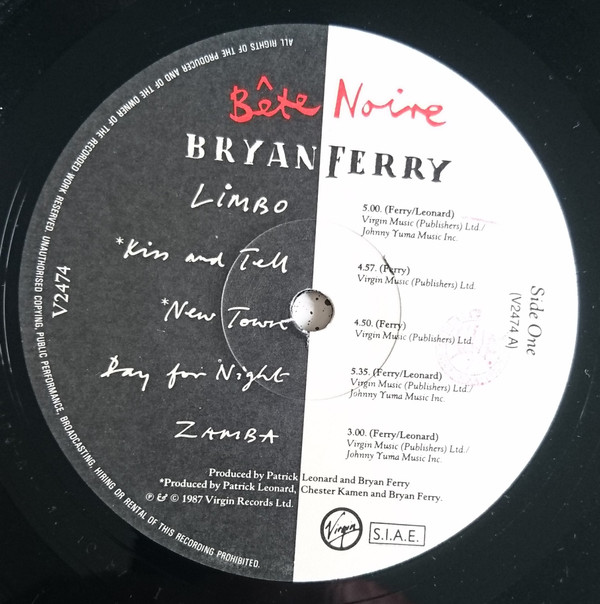 Bête Noire
BRYAN FERRY
LIMBO
5.00. (Ferry/Leonard)
Virgin Music (Publishers) Ltd./
Johnny Yuma Music Inc.
*Kiss and Tell
4.57. (Ferry)
Virgin Music (Publishers) Ltd.
*New Town
4.50. (Ferry)
Virgin Music (Publishers) Ltd.
Day for Night
5.35. (Ferry/Leonard)
Virgin Music (Publishers) Ltd./
Johnny Yuma Music Inc.
ZAMBA
3.00. (Ferry/Leonard)
Virgin Music (Publishers) Ltd./
Johnny Yuma Music Inc.
V2474
Side One
(V2474 A)
Produced by Patrick Leonard and Bryan Ferry
*Produced by Patrick Leonard, Chester Kamen and Bryan Ferry.
℗ & © 1987 Virgin Records Ltd.
Virgin
S.I.A.E.
ALL RIGHTS OF THE PRODUCER AND OF THE OWNER OF THE RECORDED WORK RESERVED. UNAUTHORISED COPYING, PUBLIC PERFORMANCE, BROADCASTING, HIRING OR RENTAL OF THIS RECORDING PROHIBITED.